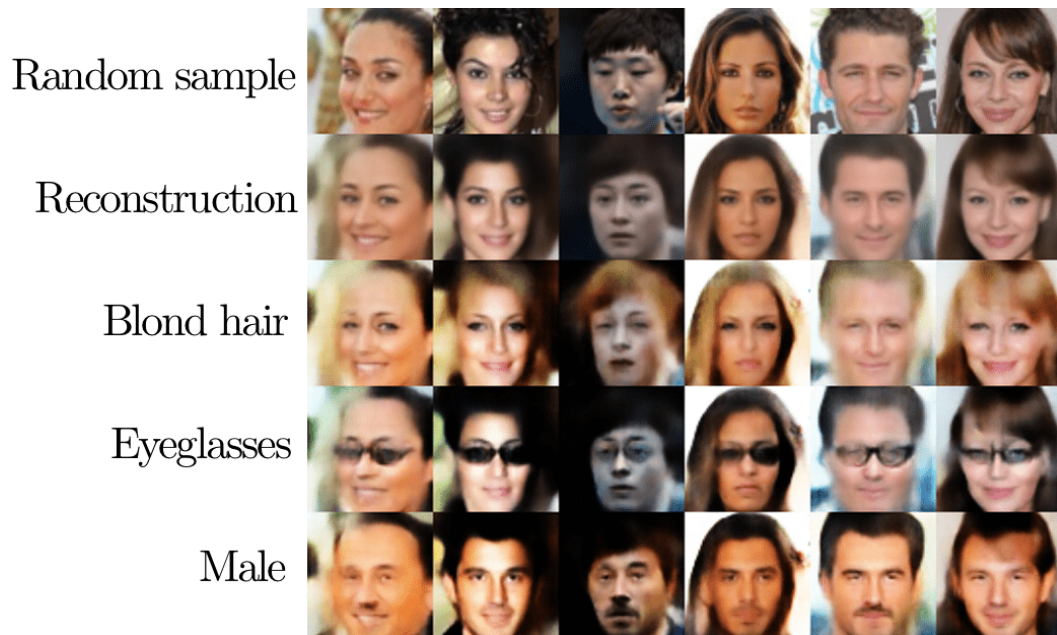 Random sample
Reconstruction
Blond hair
Eyeglasses
Male